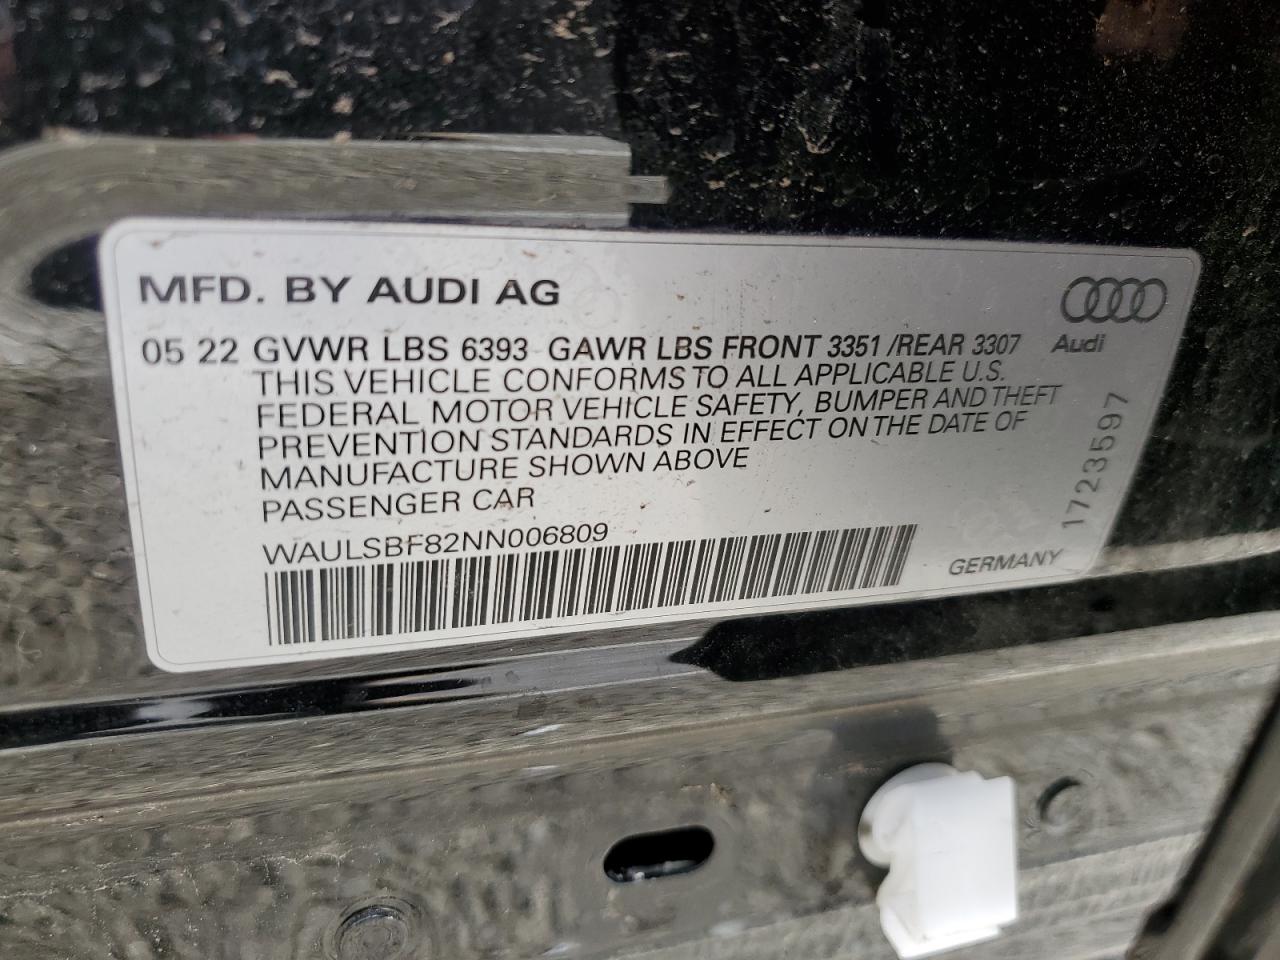 MFD. BY AUDI AG
05 22 GVWR LBS 6393 GAWR LBS FRONT 3351 /REAR 3307
THIS VEHICLE CONFORMS TO ALL APPLICABLE U.S.
FEDERAL MOTOR VEHICLE SAFETY, BUMPER AND THEFT
PREVENTION STANDARDS IN EFFECT ON THE DATE OF
MANUFACTURE SHOWN ABOVE
PASSENGER CAR
WAULSBF82NN006809
GERMANY
Audi
1723597